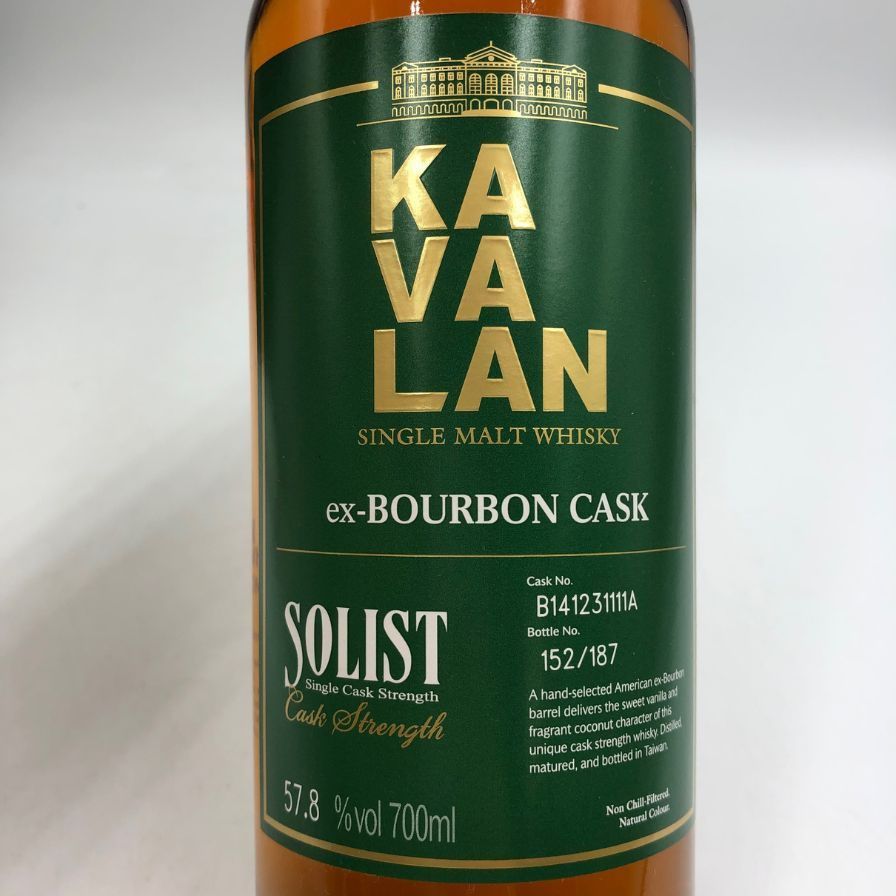 KA
VA
LAN
SINGLE MALT WHISKY
ex-BOURBON CASK
SOLIST
Single Cask Strength
Cask Strength
57.8 %vol 700ml
Cask No.
B141231111A
Bottle No.
152/187
A hand-selected American ex-Bourbon
barrel delivers the sweet vanilla and
fragrant coconut character of this
unique cask strength whisky. Distilled,
matured, and bottled in Taiwan.
Non Chill-Filtered.
Natural Colour.